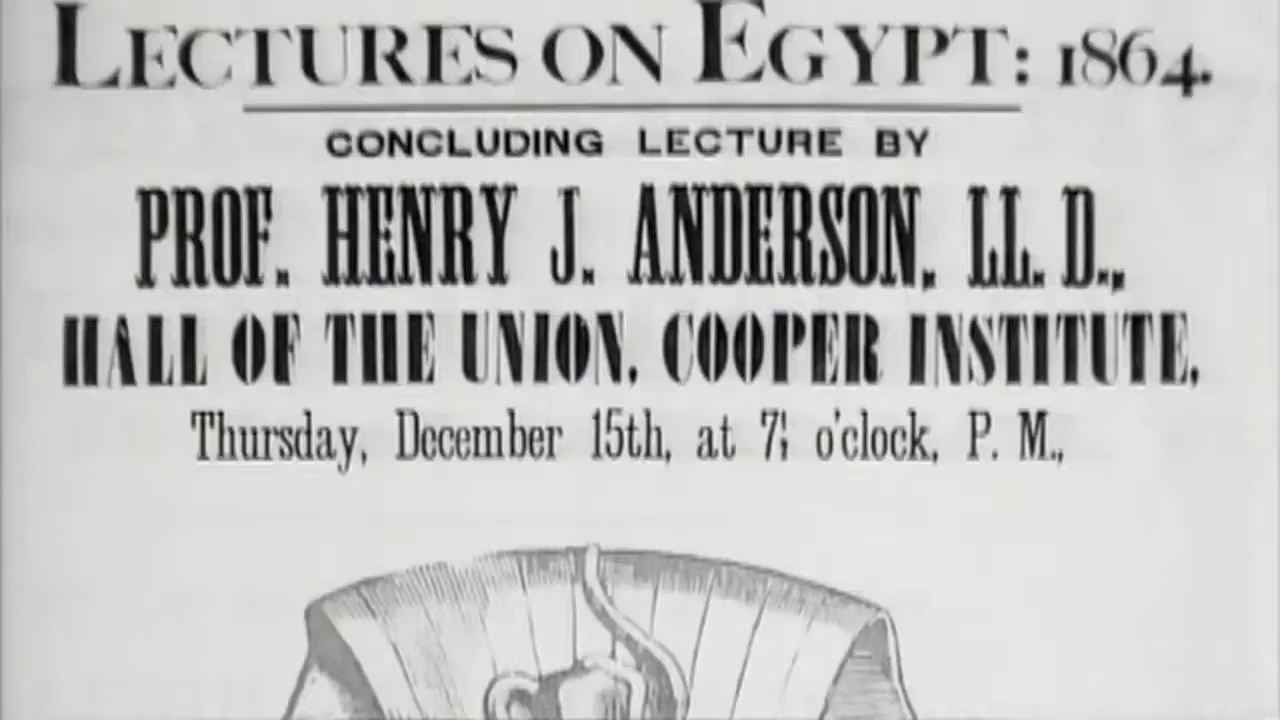 LECTURES ON EGYPT: 1864.
CONCLUDING LECTURE BY
PROF. HENRY J. ANDERSON, LL. D.,
HALL OF THE UNION, COOPER INSTITUTE,
Thursday, December 15th, at 7½ o'clock, P. M.,